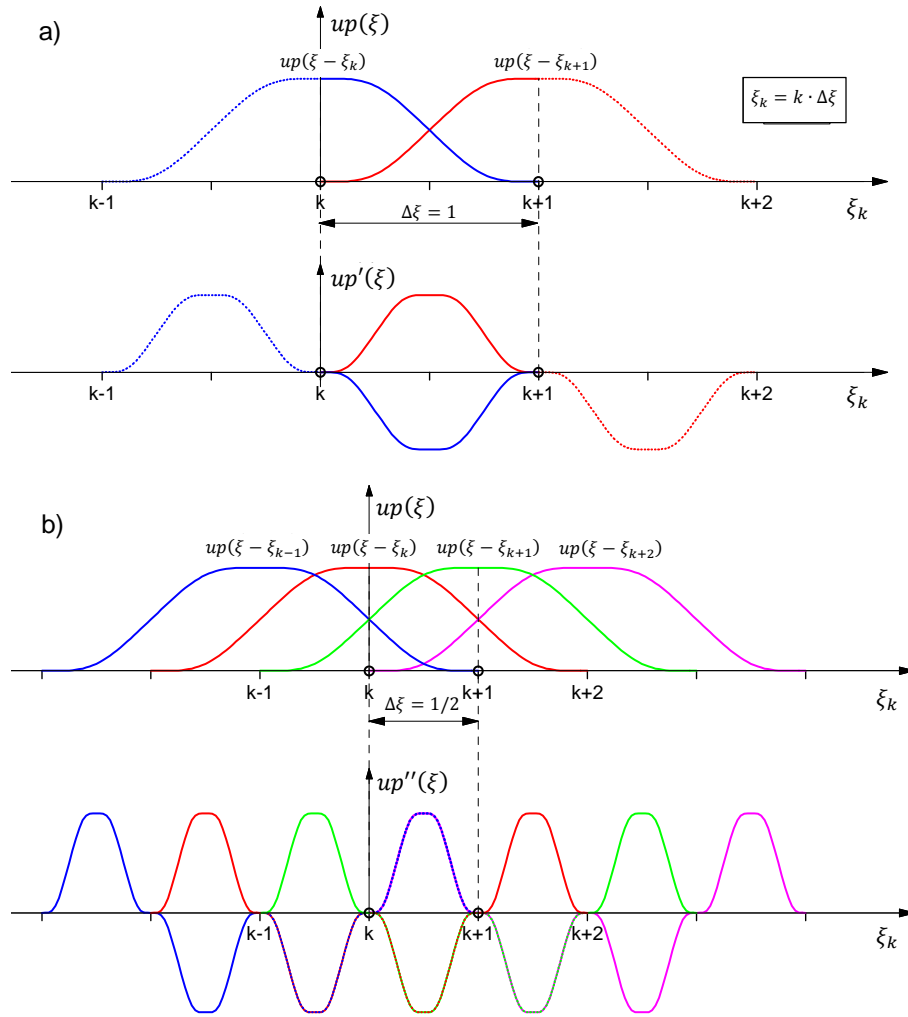 a)
up(ξ)
up(ξ − ξₖ)
up(ξ − ξₖ₊₁)
ξₖ = k · Δξ
k-1
k
k+1
k+2
ξₖ
Δξ = 1
up′(ξ)
k-1
k
k+1
k+2
ξₖ
b)
up(ξ)
up(ξ − ξₖ₋₁)
up(ξ − ξₖ)
up(ξ − ξₖ₊₁)
up(ξ − ξₖ₊₂)
k-1
k
k+1
k+2
ξₖ
Δξ = 1/2
up′′(ξ)
k-1
k
k+1
k+2
ξₖ